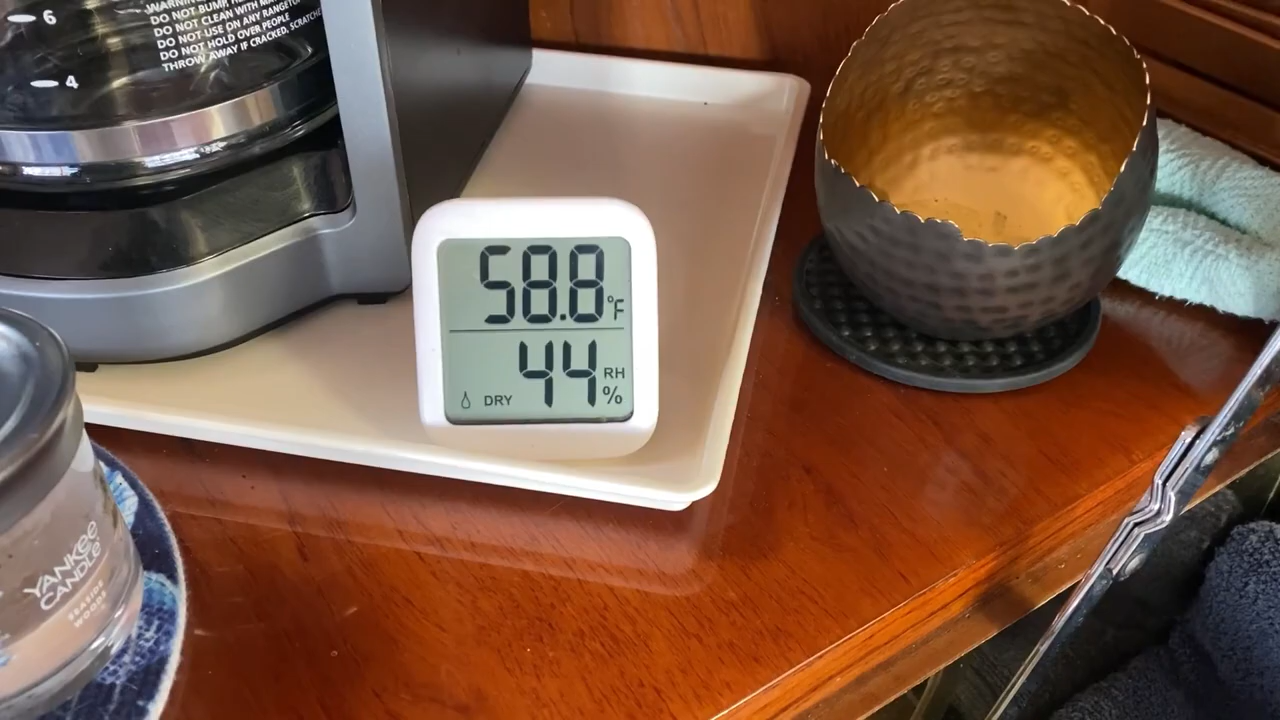 6
4
DO NOT BUMP
DO NOT CLEAN WITH
DO NOT USE ON ANY RANGETOP
DO NOT HOLD OVER PEOPLE
THROW AWAY IF CRACKED, SCRATCHE
58.8 °F
44 RH %
DRY
YANKEE
CANDLE
SEASIDE
WOODS